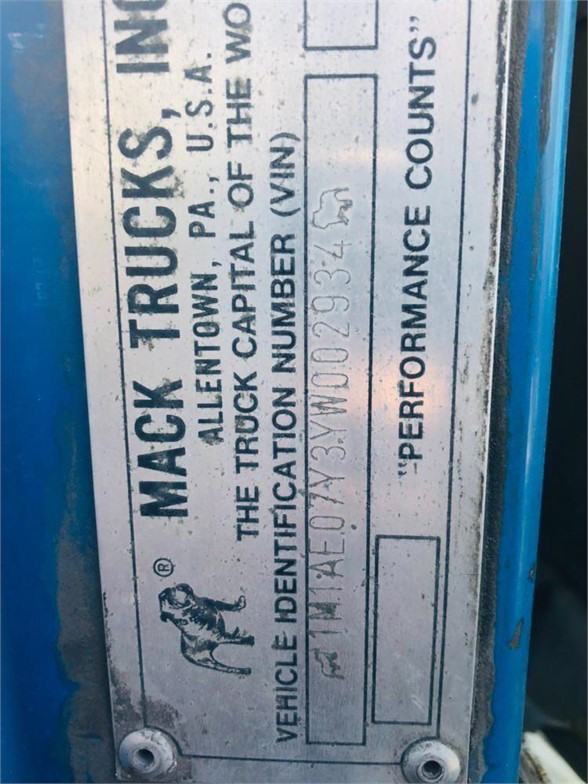 MACK TRUCKS, INC
ALLENTOWN, PA., U.S.A.
® THE TRUCK CAPITAL OF THE WO
VEHICLE IDENTIFICATION NUMBER (VIN)
1M1AE07Y3YW002934
"PERFORMANCE COUNTS"